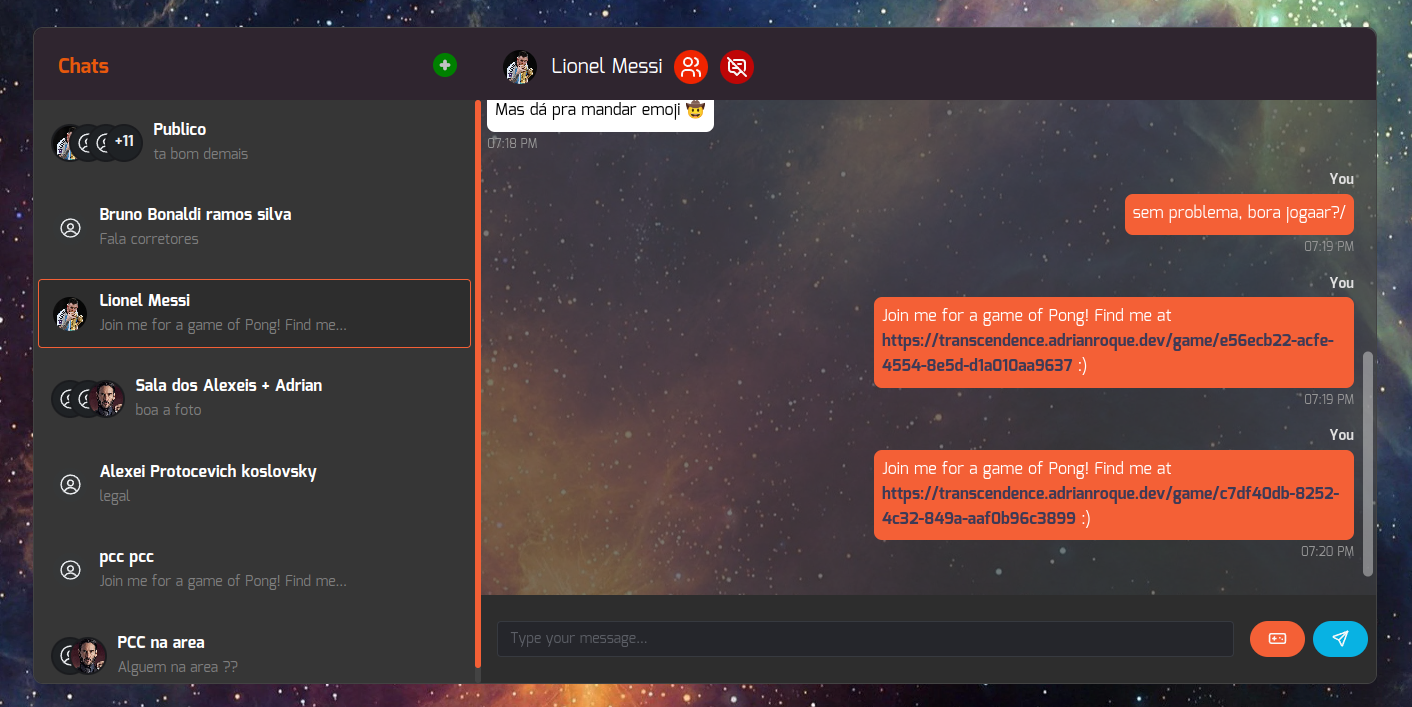 Chats
Publico
+11
ta bom demais
Bruno Bonaldi ramos silva
Fala corretores
Lionel Messi
Join me for a game of Pong! Find me...
Sala dos Alexeis + Adrian
boa a foto
Alexei Protocevich koslovsky
legal
pcc pcc
Join me for a game of Pong! Find me...
PCC na area
Alguem na area ??
Lionel Messi
Mas dá pra mandar emoji 🤠
07:18 PM
You
sem problema, bora jogaar?/
07:19 PM
You
Join me for a game of Pong! Find me at
https://transcendence.adrianroque.dev/game/e56ecb22-acfe-
4554-8e5d-d1a010aa9637 :)
07:19 PM
You
Join me for a game of Pong! Find me at
https://transcendence.adrianroque.dev/game/c7df40db-8252-
4c32-849a-aaf0b96c3899 :)
07:20 PM
Type your message...